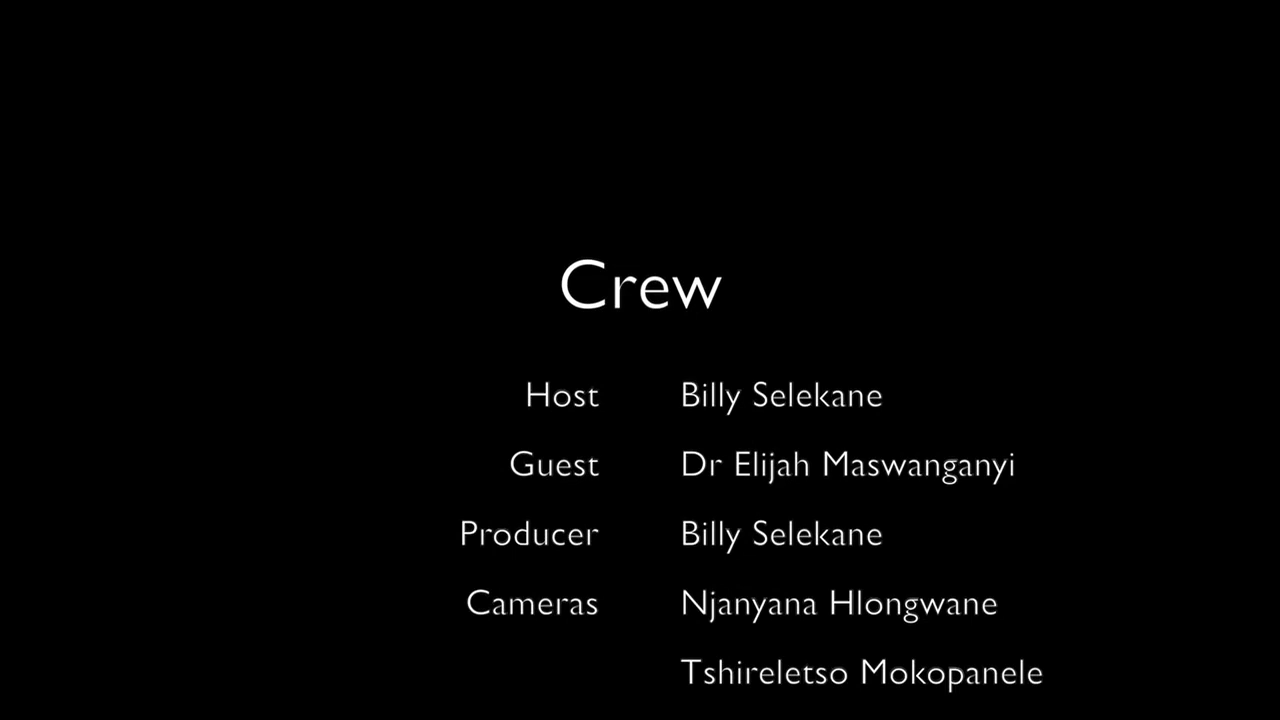 Crew
Host Billy Selekane
Guest Dr Elijah Maswanganyi
Producer Billy Selekane
Cameras Njanyana Hlongwane
Tshireletso Mokopanele